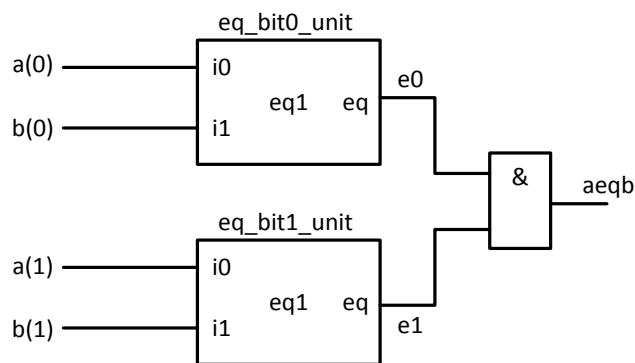 eq_bit0_unit
a(0)
i0
e0
eq1
eq
b(0)
i1
&
aeqb
eq_bit1_unit
a(1)
i0
eq1
eq
b(1)
i1
e1